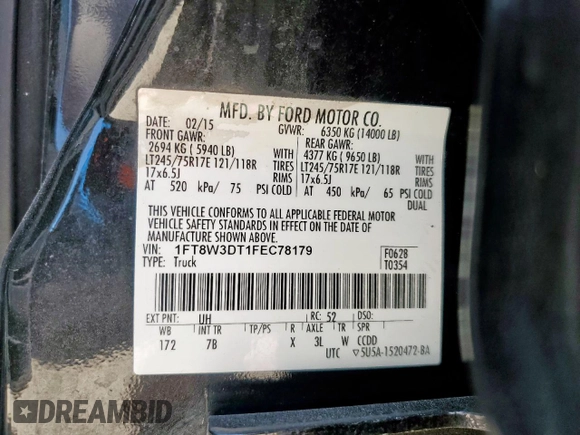 MFD. BY FORD MOTOR CO.
DATE: 02/15 GVWR: 6350 KG (14000 LB)
FRONT GAWR: REAR GAWR:
2694 KG ( 5940 LB) WITH 4377 KG ( 9650 LB) WITH
LT245/75R17E 121/118R TIRES LT245/75R17E 121/118R TIRES
17x6.5J RIMS 17x6.5J RIMS
AT 520 kPa/ 75 PSI COLD AT 450 kPa/ 65 PSI COLD
DUAL
THIS VEHICLE CONFORMS TO ALL APPLICABLE FEDERAL MOTOR
VEHICLE SAFETY STANDARDS IN EFFECT ON THE DATE OF
MANUFACTURE SHOWN ABOVE.
VIN: 1FT8W3DT1FEC78179 F0628
TYPE: Truck T0354
EXT PNT: UH RC: 52 DSO:
WB INT TR TP/PS R AXLE TR SPR
172 7B X 3L W CCDD
UTC ▽5U5A-1520472-BA
DREAMBID